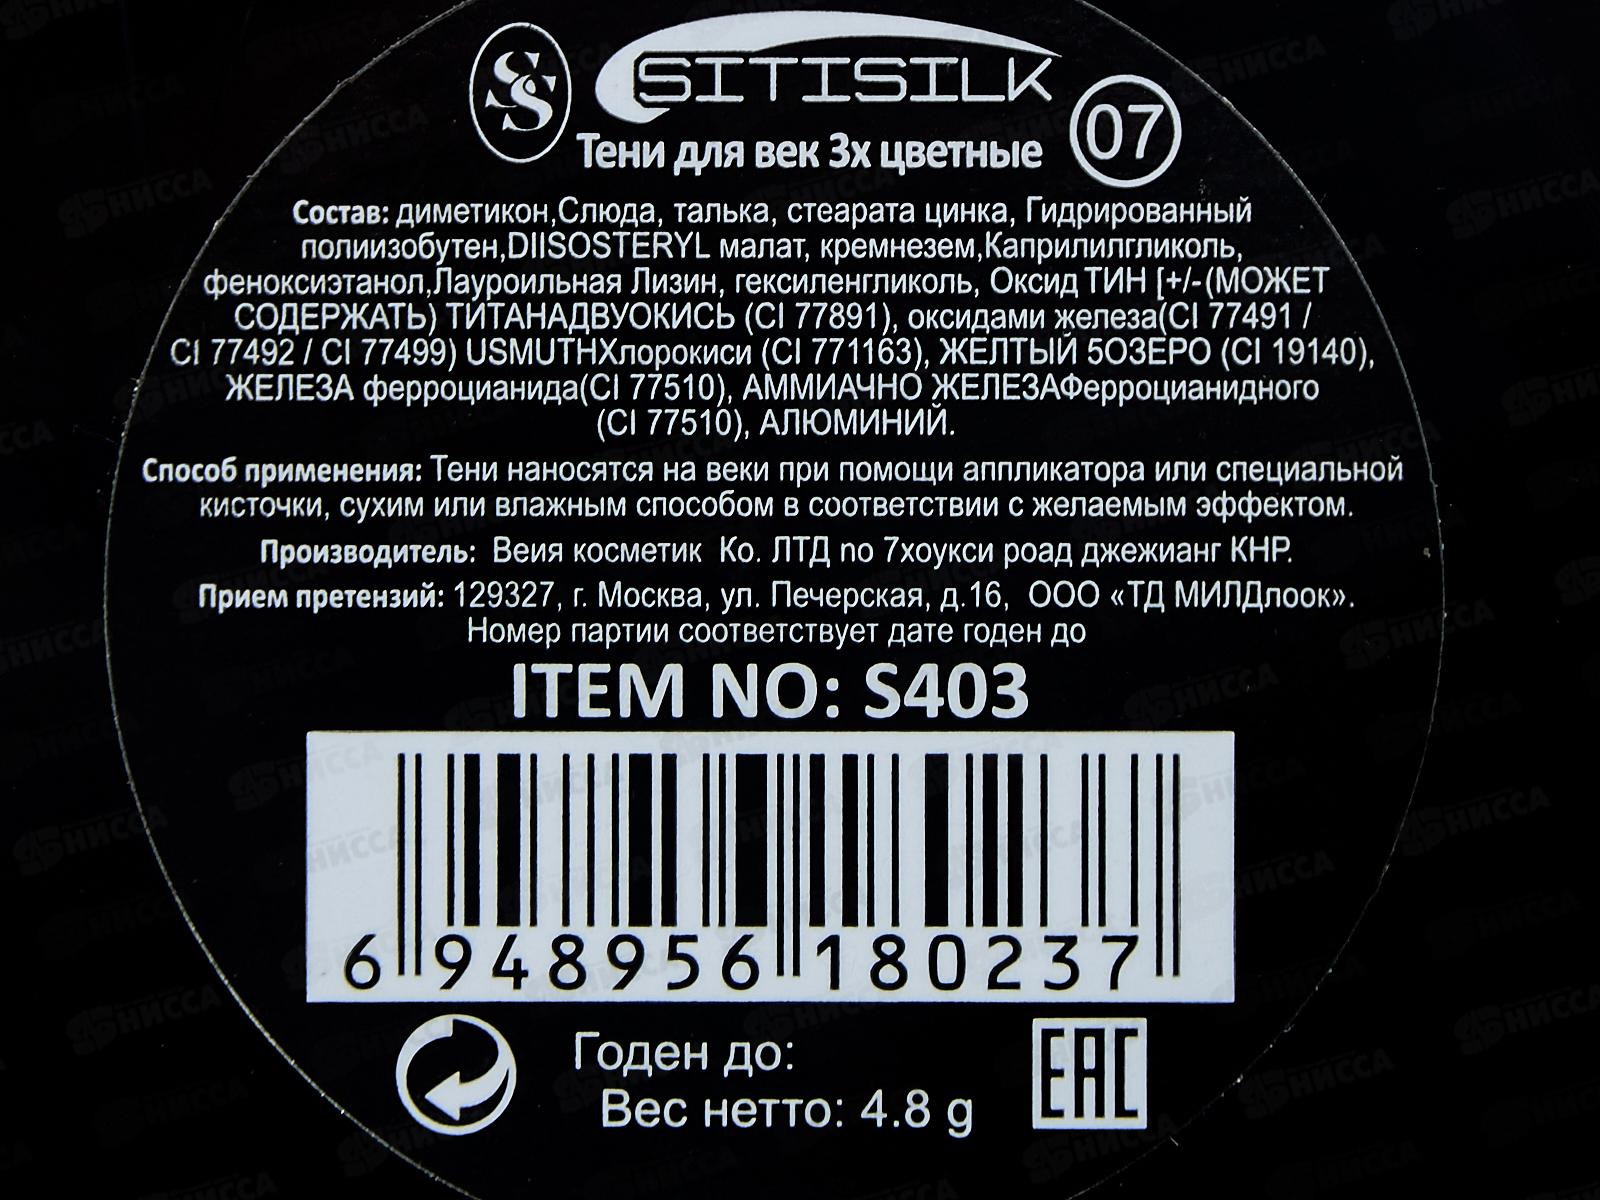 SS SITISILK 07
Тени для век 3х цветные
Состав: диметикон,Слюда, талька, стеарата цинка, Гидрированный
полиизобутен,DIISOSTERYL малат, кремнезем,Каприлилгликоль,
феноксиэтанол,Лауроильная Лизин, гексиленгликоль, Оксид ТИН [+/-(МОЖЕТ
СОДЕРЖАТЬ) ТИТАНАДВУОКИСЬ (CI 77891), оксидами железа(CI 77491 /
CI 77492 / CI 77499) USMUTHХлорокиси (CI 771163), ЖЕЛТЫЙ 5ОЗЕРО (CI 19140),
ЖЕЛЕЗА ферроцианида(CI 77510), АММИАЧНО ЖЕЛЕЗАФерроцианидного
(CI 77510), АЛЮМИНИЙ.
Способ применения: Тени наносятся на веки при помощи аппликатора или специальной
кисточки, сухим или влажным способом в соответствии с желаемым эффектом.
Производитель: Веия косметик Ко. ЛТД no 7хоукси роад джежианг КНР.
Прием претензий: 129327, г. Москва, ул. Печерская, д.16, ООО «ТД МИЛДлоок».
Номер партии соответствует дате годен до
ITEM NO: S403
6 948956 180237
Годен до:
Вес нетто: 4.8 g
EAC
НИССА